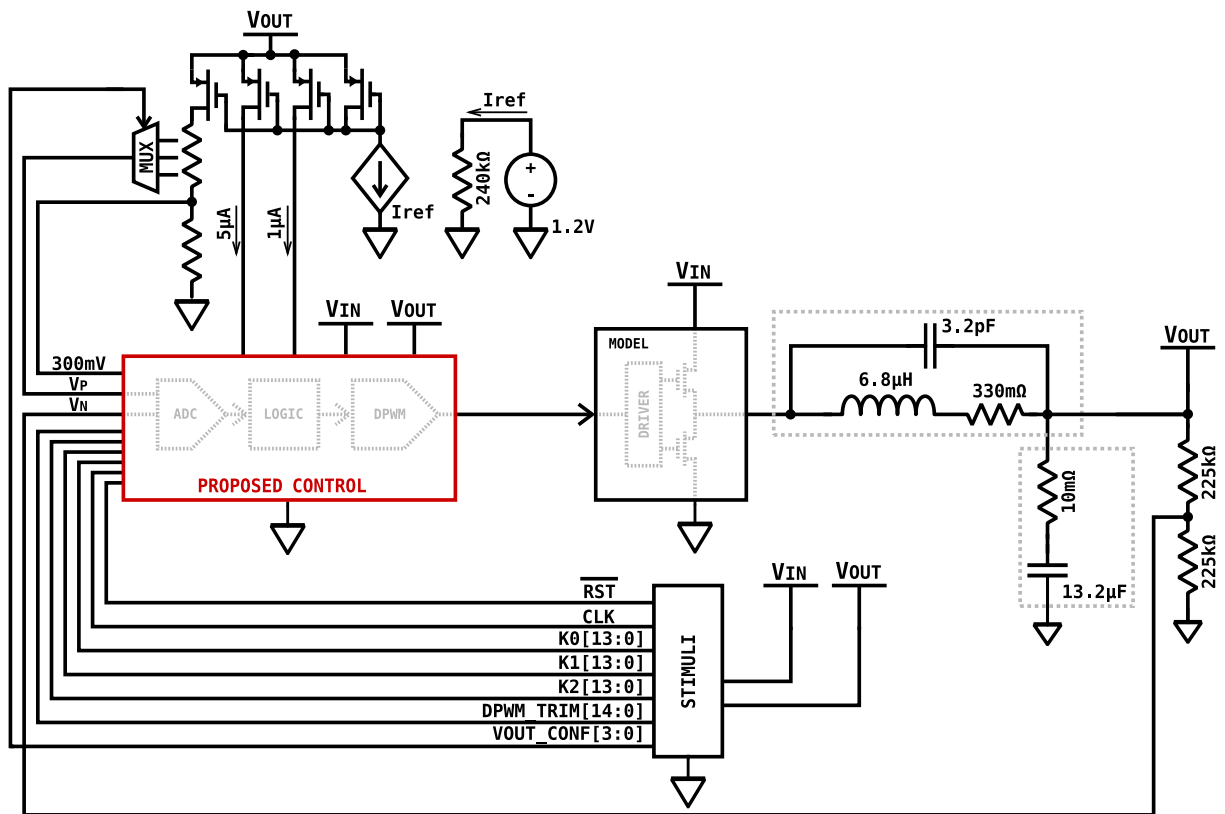 VOUT
MUX
5µA
1µA
Iref
Iref
240kΩ
+
-
1.2V
VIN
VOUT
300mV
VP
VN
ADC
LOGIC
DPWM
PROPOSED CONTROL
VIN
MODEL
DRIVER
3.2pF
6.8µH
330mΩ
VOUT
10mΩ
13.2µF
225kΩ
225kΩ
RST
CLK
K0[13:0]
K1[13:0]
K2[13:0]
DPWM_TRIM[14:0]
VOUT_CONF[3:0]
STIMULI
VIN
VOUT